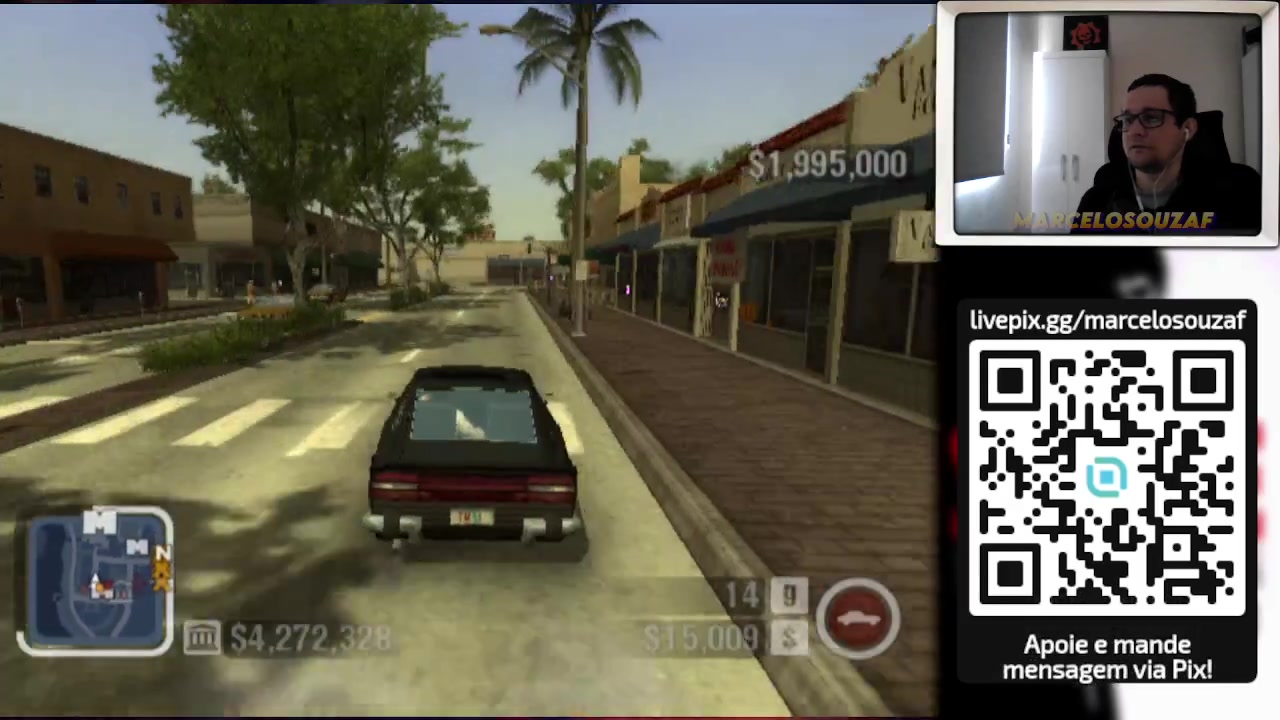 $1,995,000
MARCELOSOUZAF
livepix.gg/marcelosouzaf
N
14 g
$4,272,328
$15,009 $
Apoie e mande
mensagem via Pix!